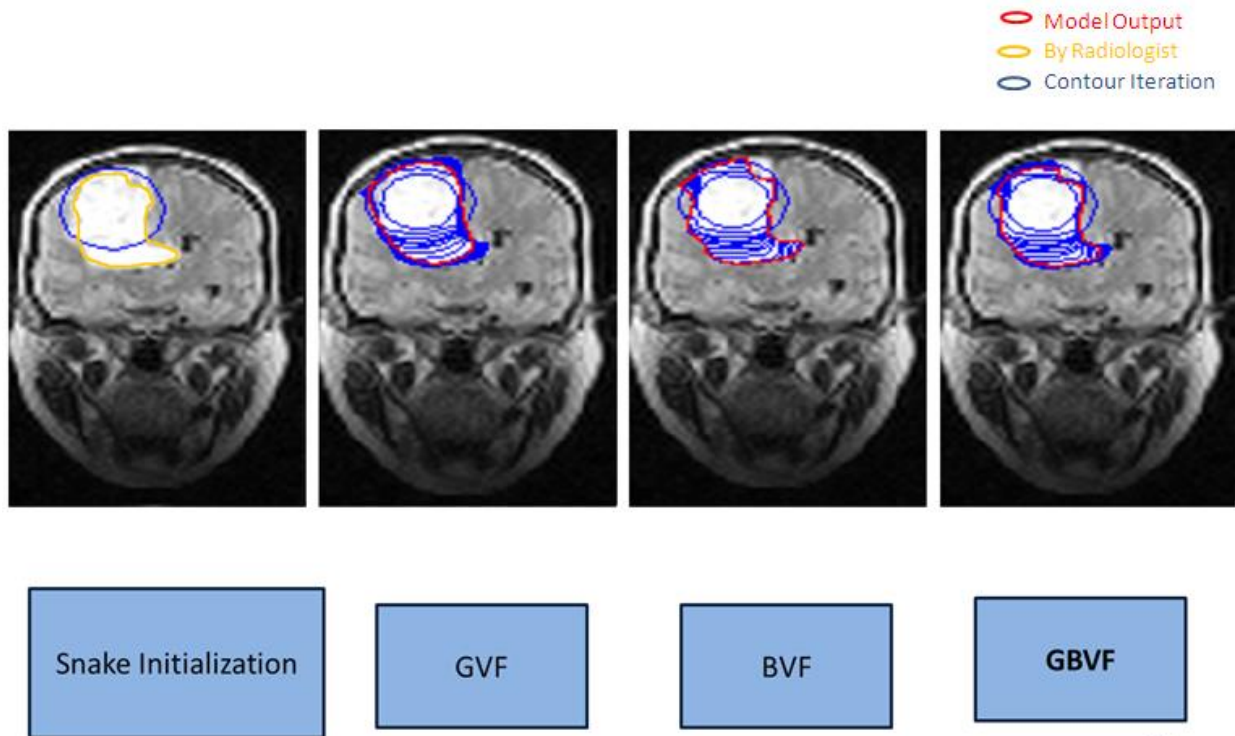 Model Output
By Radiologist
Contour Iteration
Snake Initialization
GVF
BVF
GBVF